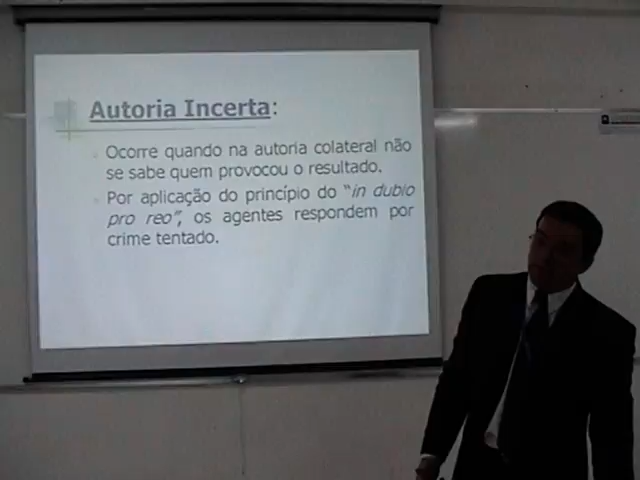 Autoria Incerta:
Ocorre quando na autoria colateral não
se sabe quem provocou o resultado.
Por aplicação do princípio do "in dubio
pro reo", os agentes respondem por
crime tentado.